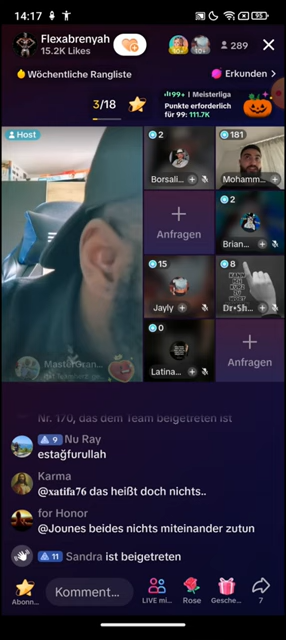 14:17
95
Flexabrenyah
15.2K Likes
289
Wöchentliche Rangliste
Erkunden >
3/18
99+ | Meisterliga
Punkte erforderlich
für 99: 111.7K
Host
2
Borsali...
181
Mohamm...
Anfragen
2
Brian...
15
Jayly
8
Dr•Sh...
0
Latina...
Anfragen
MasterGran...
Nr. 170, das dem Team beigetreten ist
9 Nu Ray
estağfurullah
Karma
@xatifa76 das heißt doch nichts..
for Honor
@Jounes beides nichts miteinander zutun
11 Sandra ist beigetreten
Abonn...
Komment...
LIVE mi...
Rose
Gesche...
7